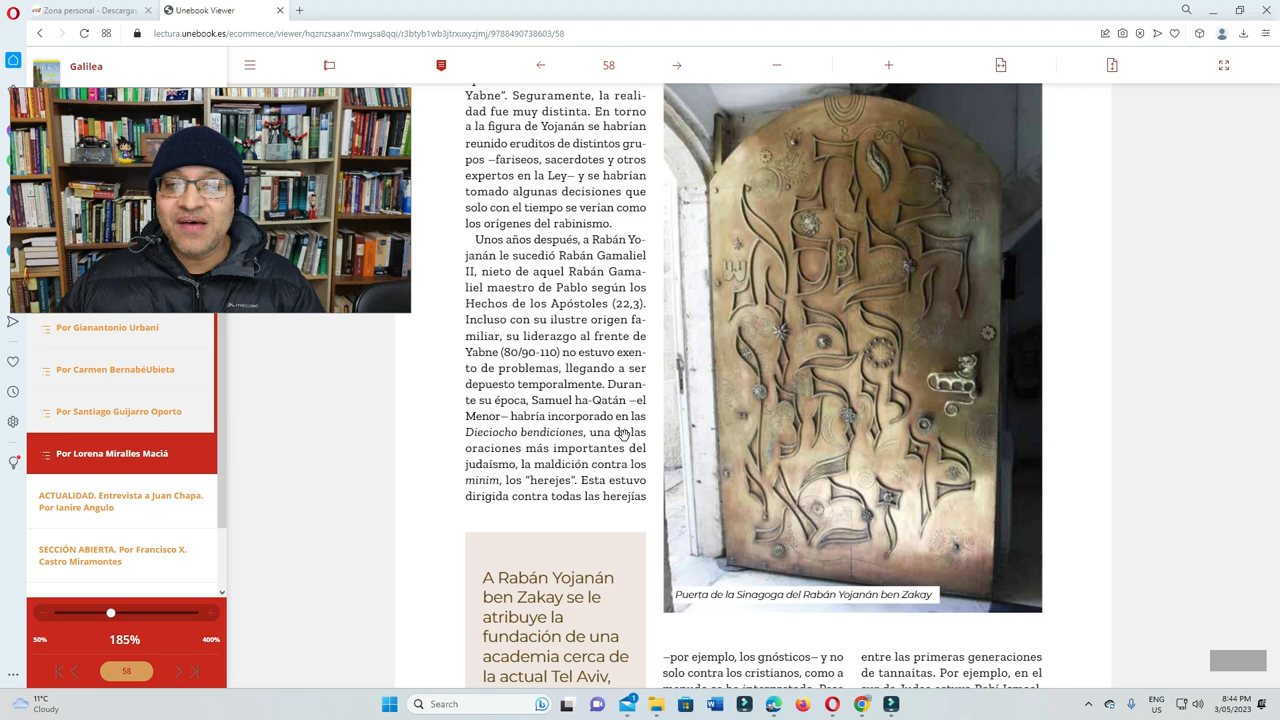 Zona personal - Descargas
Unebook Viewer
lectura.unebook.es/ecommerce/viewer/hqznzsaanx7mwgsa8qqi/r3btyb1wb3jtrxuxyzjmj/9788490738603/58
Galilea
58
Yabne”. Seguramente, la reali-
dad fue muy distinta. En torno
a la figura de Yojanán se habrían
reunido eruditos de distintos gru-
pos –fariseos, sacerdotes y otros
expertos en la Ley– y se habrían
tomado algunas decisiones que
solo con el tiempo se verían como
los orígenes del rabinismo.
Unos años después, a Rabán Yo-
janán le sucedió Rabán Gamaliel
II, nieto de aquel Rabán Gama-
liel maestro de Pablo según los
Hechos de los Apóstoles (22,3).
Incluso con su ilustre origen fa-
miliar, su liderazgo al frente de
Yabne (80/90-110) no estuvo exen-
to de problemas, llegando a ser
depuesto temporalmente. Duran-
te su época, Samuel ha-Qatán –el
Menor– habría incorporado en las
Dieciocho bendiciones, una de las
oraciones más importantes del
judaísmo, la maldición contra los
minim, los “herejes”. Esta estuvo
dirigida contra todas las herejías
A Rabán Yojanán
ben Zakay se le
atribuye la
fundación de una
academia cerca de
la actual Tel Aviv,
Puerta de la Sinagoga del Rabán Yojanán ben Zakay
–por ejemplo, los gnósticos– y no
solo contra los cristianos, como a
entre las primeras generaciones
de tannaítas. Por ejemplo, en el
Por Gianantonio Urbani
Por Carmen BernabéUbieta
Por Santiago Guijarro Oporto
Por Lorena Miralles Maciá
ACTUALIDAD. Entrevista a Juan Chapa.
Por Ianire Angulo
SECCIÓN ABIERTA. Por Francisco X.
Castro Miramontes
50%
185%
400%
58
11°C
Cloudy
Search
1
ENG
US
8:44 PM
3/05/2023